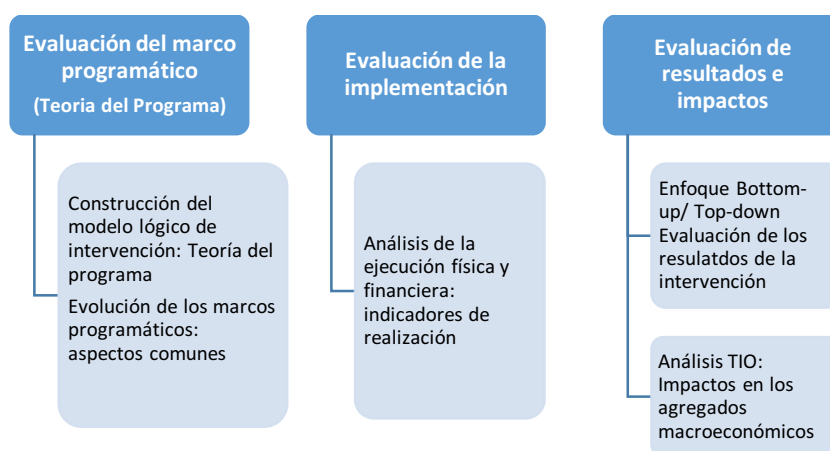 Evaluación del marco
programático
(Teoria del Programa)
Construcción del
modelo lógico de
intervención: Teoría del
programa
Evolución de los marcos
programáticos:
aspectos comunes
Evaluación de la
implementación
Análisis de la
ejecución física y
financiera:
indicadores de
realización
Evaluación de
resultados e
impactos
Enfoque Bottom-
up/ Top-down
Evaluación de los
resulatdos de la
intervención
Análisis TIO:
Impactos en los
agregados
macroeconómicos